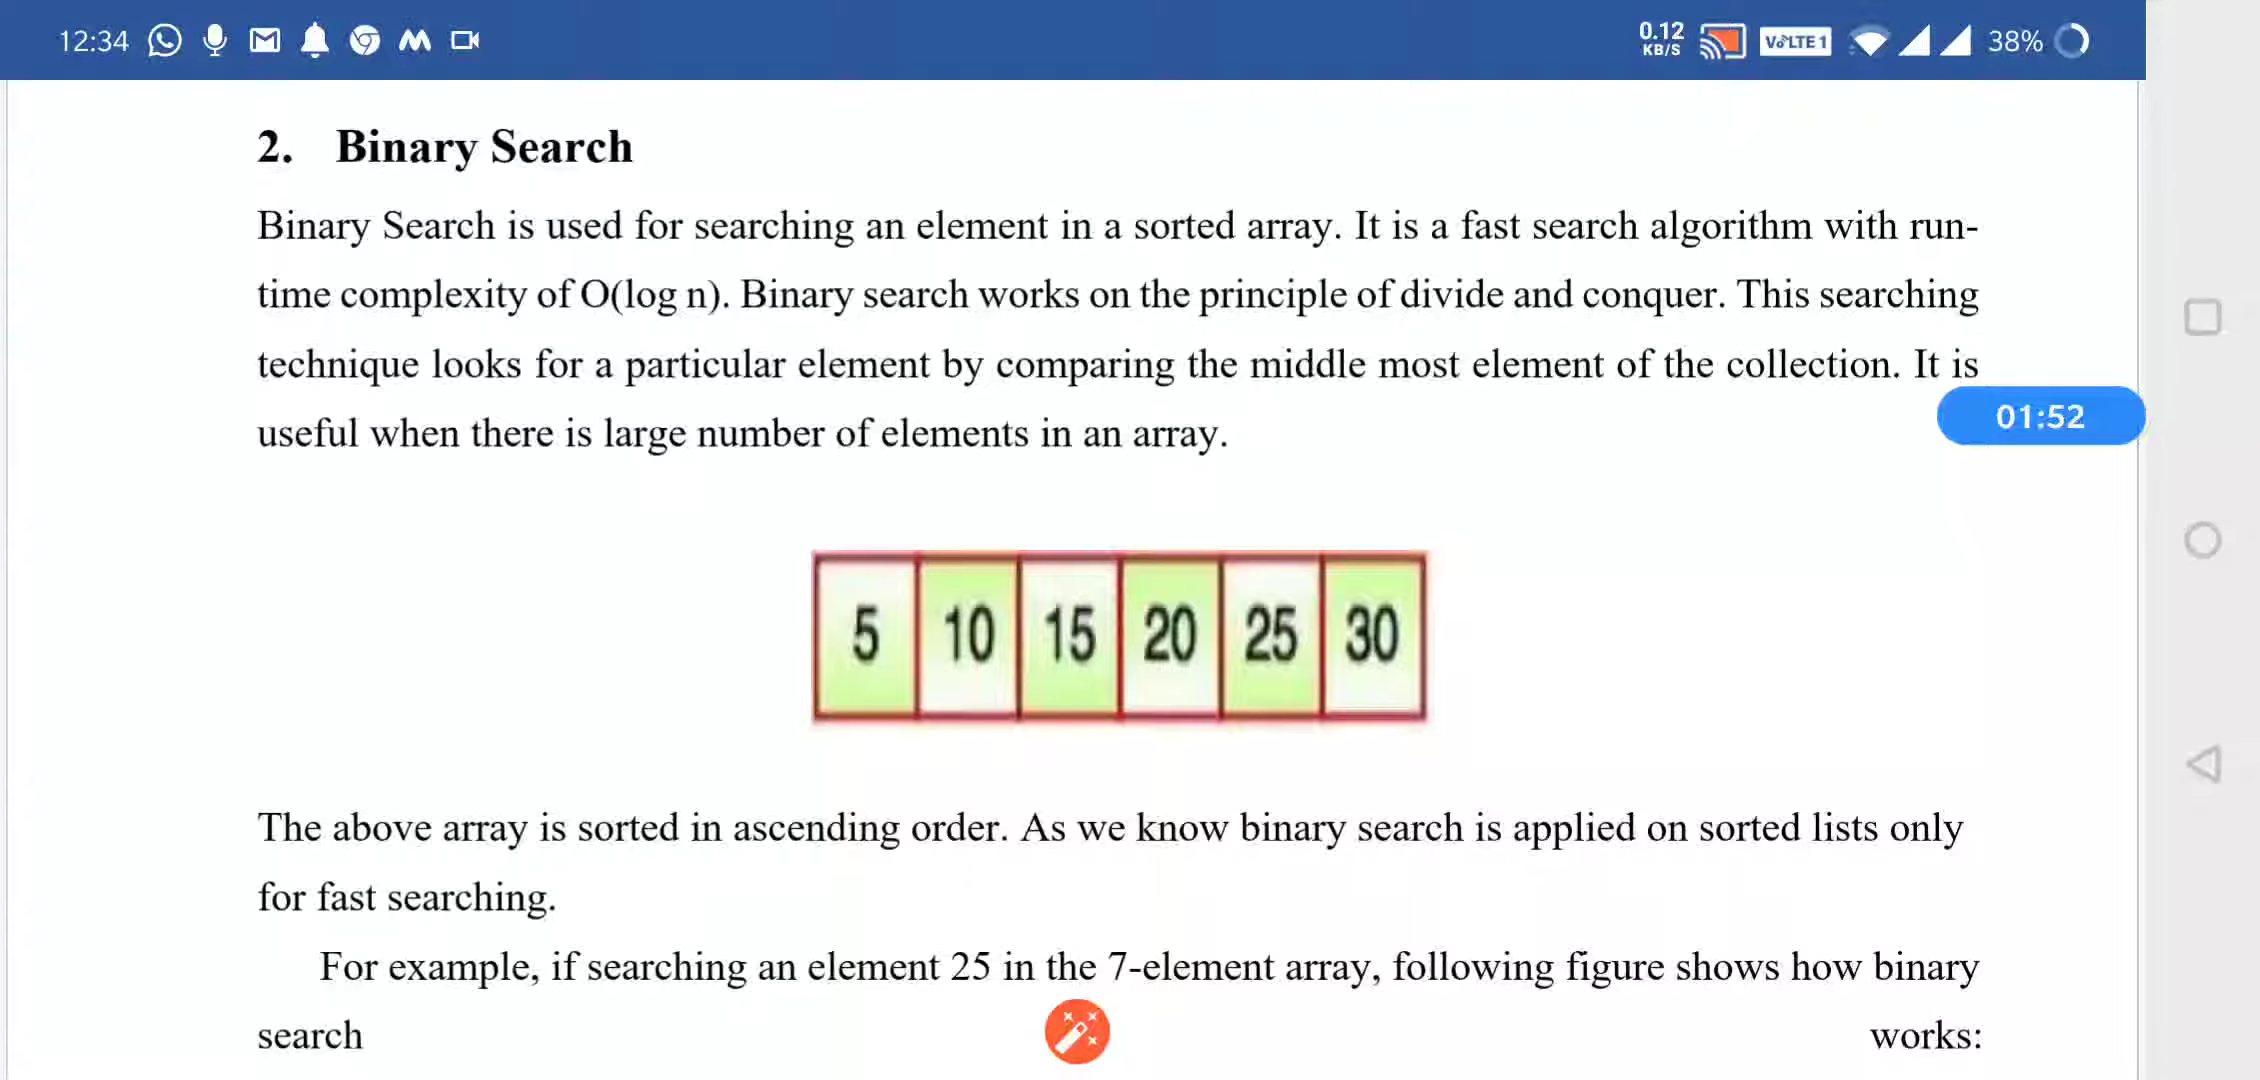 12:34
0.12
KB/S
VoLTE 1
38%
2. Binary Search
Binary Search is used for searching an element in a sorted array. It is a fast search algorithm with run-
time complexity of O(log n). Binary search works on the principle of divide and conquer. This searching
technique looks for a particular element by comparing the middle most element of the collection. It is
useful when there is large number of elements in an array.
01:52
5 10 15 20 25 30
The above array is sorted in ascending order. As we know binary search is applied on sorted lists only
for fast searching.
For example, if searching an element 25 in the 7-element array, following figure shows how binary
search works: